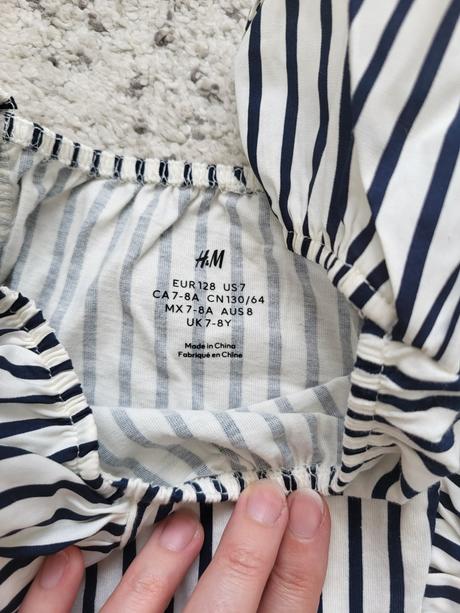 H&M
EUR 128 US 7
CA 7-8A CN 130/64
MX 7-8A AUS 8
UK 7-8Y
Made in China
Fabriqué en Chine